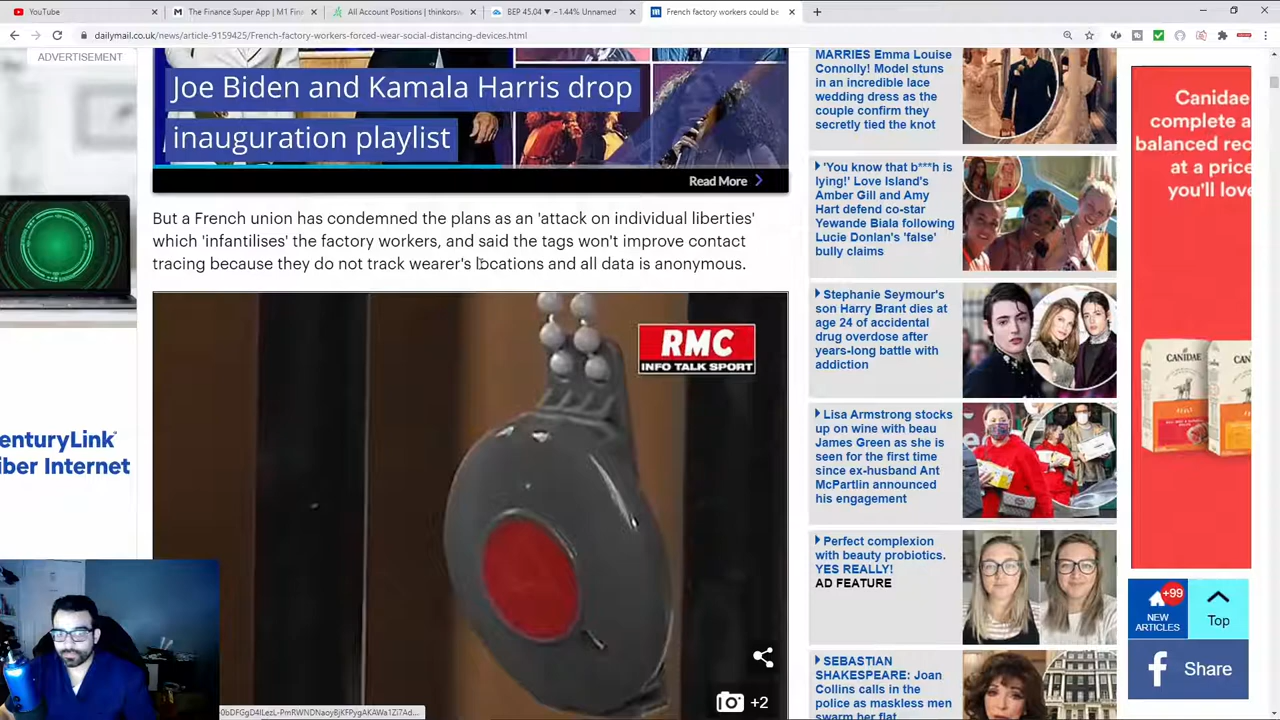 YouTube
The Finance Super App | M1 Fin
All Account Positions | thinkorsw
BEP 45.04 ▼ −1.44% Unnamed
French factory workers could be
dailymail.co.uk/news/article-9159425/French-factory-workers-forced-wear-social-distancing-devices.html
ADVERTISEMENT
Joe Biden and Kamala Harris drop
inauguration playlist
Read More
But a French union has condemned the plans as an 'attack on individual liberties'
which 'infantilises' the factory workers, and said the tags won't improve contact
tracing because they do not track wearer's locations and all data is anonymous.
RMC
INFO TALK SPORT
+2
enturyLink
iber Internet
MARRIES Emma Louise
Connolly! Model stuns
in an incredible lace
wedding dress as the
couple confirm they
secretly tied the knot
'You know that b***h is
lying!' Love Island's
Amber Gill and Amy
Hart defend co-star
Yewande Biala following
Lucie Donlan's 'false'
bully claims
Stephanie Seymour's
son Harry Brant dies at
age 24 of accidental
drug overdose after
years-long battle with
addiction
Lisa Armstrong stocks
up on wine with beau
James Green as she is
seen for the first time
since ex-husband Ant
McPartlin announced
his engagement
Perfect complexion
with beauty probiotics.
YES REALLY!
AD FEATURE
SEBASTIAN
SHAKESPEARE: Joan
Collins calls in the
police as maskless men
swarm her flat
Canidae
complete a
balanced rec
at a price
you'll love
CANIDAE
CANI
+99
NEW
ARTICLES
Top
Share